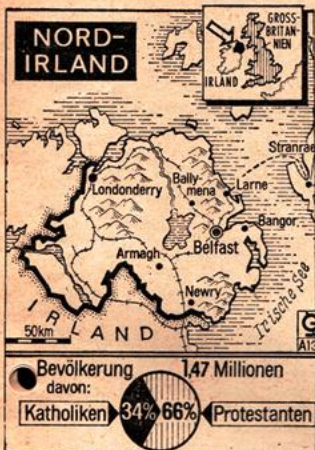 NORD-
IRLAND
GROSS-
BRITAN-
NIEN
IRLAND
Stranrae
Londonderry
Bally
mena
Larne
Bangor
Belfast
Armagh
Newry
Irische See
IRLAND
50km
G
A13
Bevölkerung 1,47 Millionen
davon:
Katholiken 34% 66% Protestanten